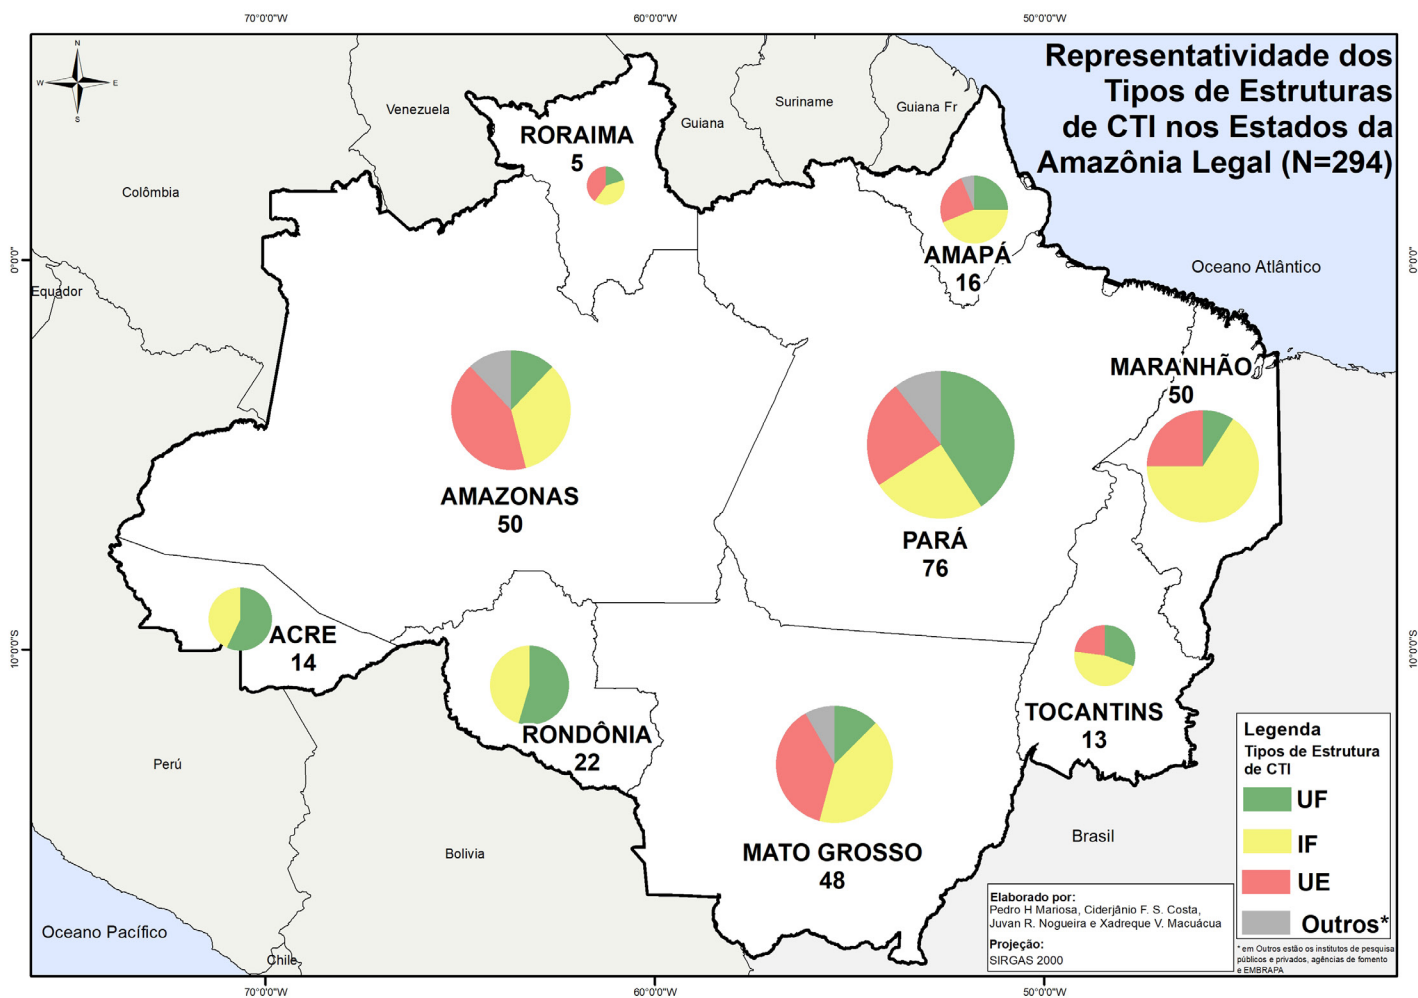 70°0'0"W
60°0'0"W
50°0'0"W
Representatividade dos
Tipos de Estruturas
de CTI nos Estados da
Amazônia Legal (N=294)
N
W
E
S
Venezuela
Suriname
Guiana Fr
Guiana
RORAIMA
5
Colômbia
AMAPÁ
16
0°0'0"
0°0'0"
Oceano Atlântico
Equador
MARANHÃO
50
AMAZONAS
50
PARÁ
76
ACRE
14
10°0'0"S
10°0'0"S
TOCANTINS
13
RONDÔNIA
22
Perú
Bolivia
MATO GROSSO
48
Brasil
Oceano Pacífico
Chile
Legenda
Tipos de Estrutura
de CTI
UF
IF
UE
Outros*
* em Outros estão os institutos de pesquisa
públicos e privados, agências de fomento
e EMBRAPA
Elaborado por:
Pedro H Mariosa, Ciderjânio F. S. Costa,
Juvan R. Nogueira e Xadreque V. Macuácua
Projeção:
SIRGAS 2000
70°0'0"W
60°0'0"W
50°0'0"W